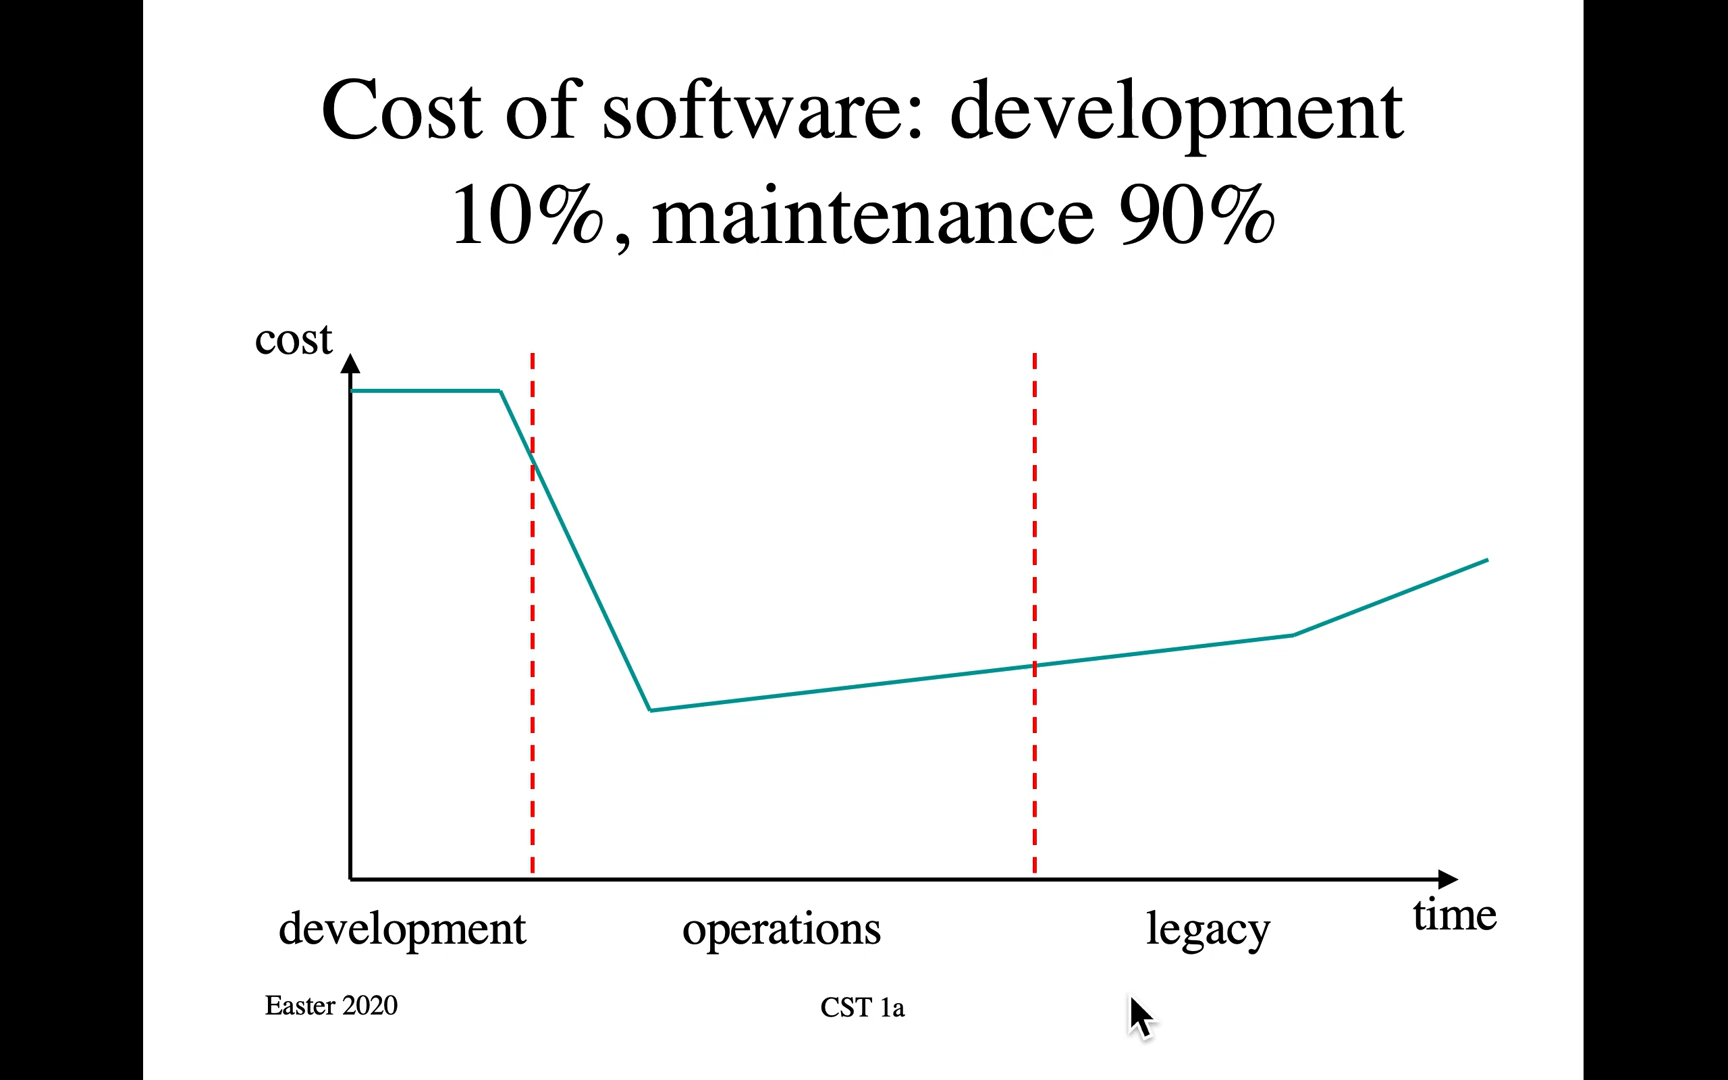 Cost of software: development
10%, maintenance 90%
cost
development
operations
legacy
time
Easter 2020
CST 1a